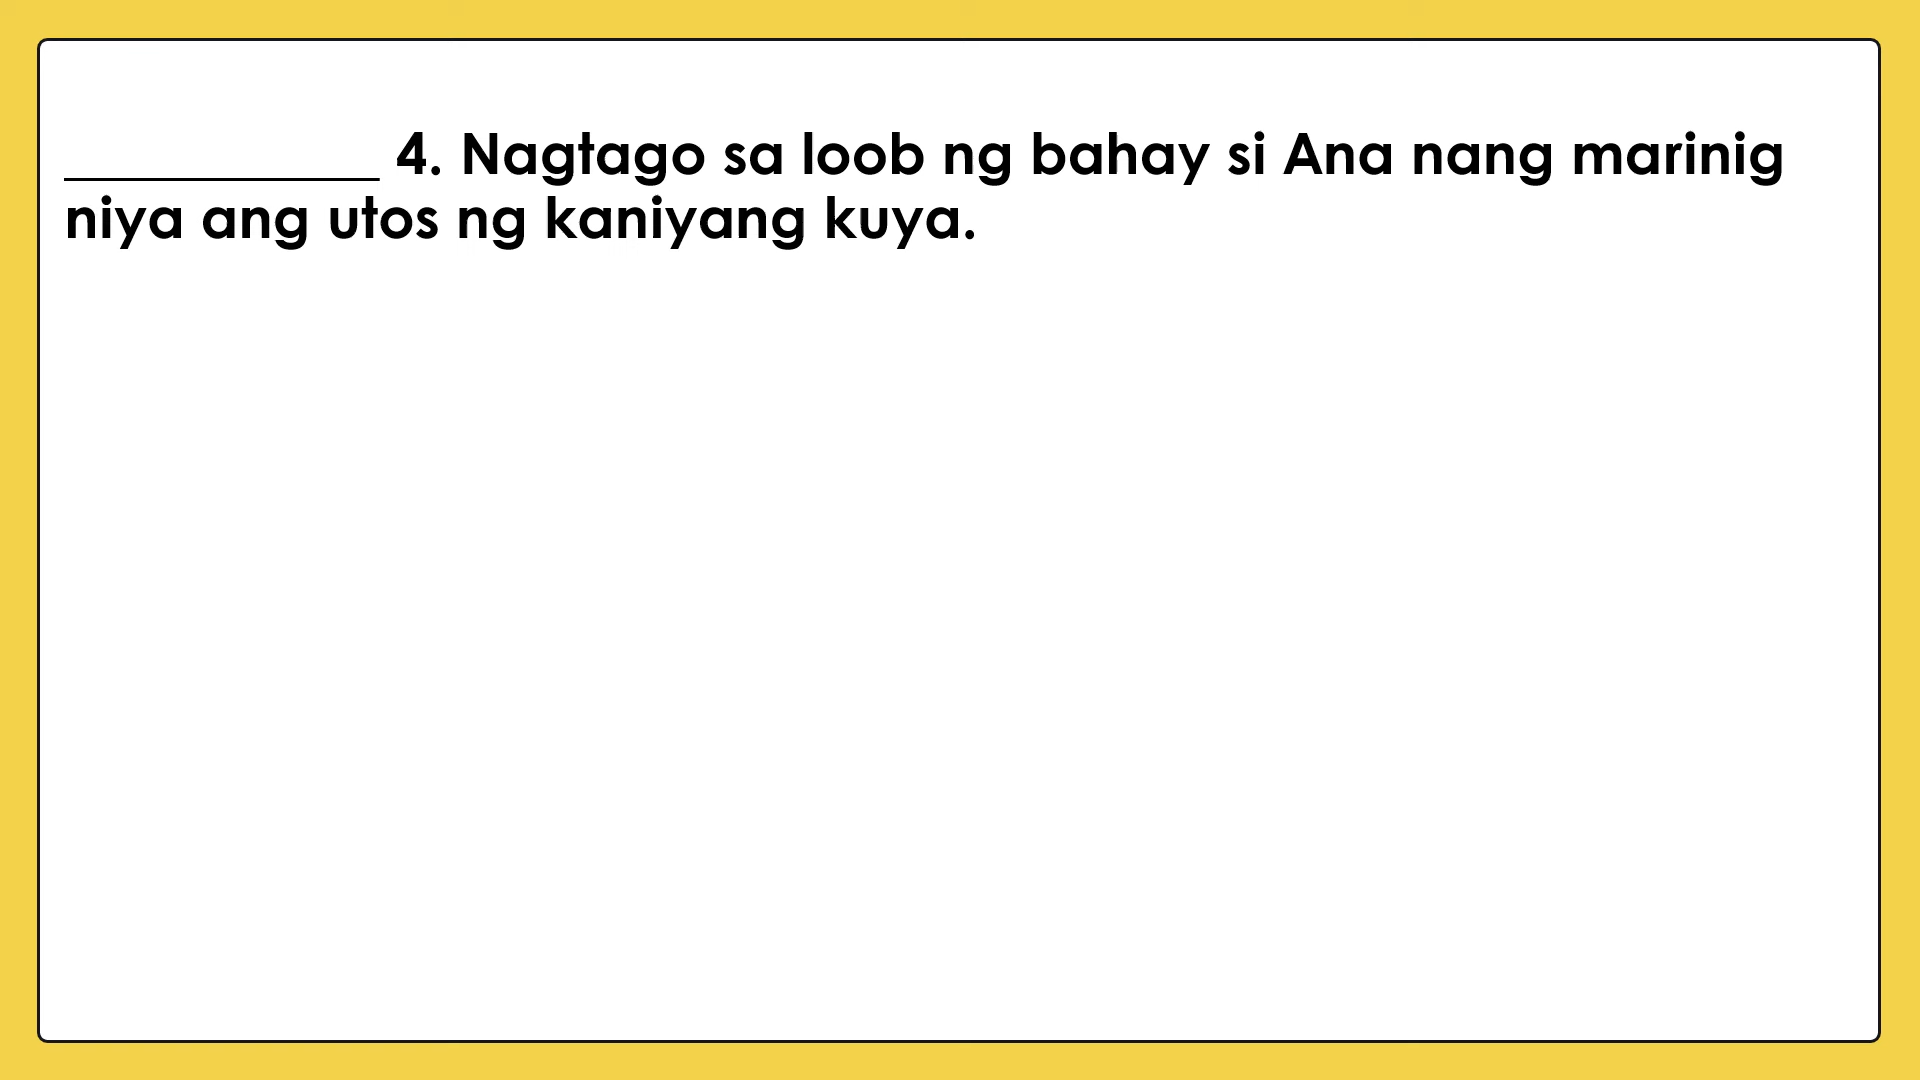 ____________ 4. Nagtago sa loob ng bahay si Ana nang marinig
niya ang utos ng kaniyang kuya.